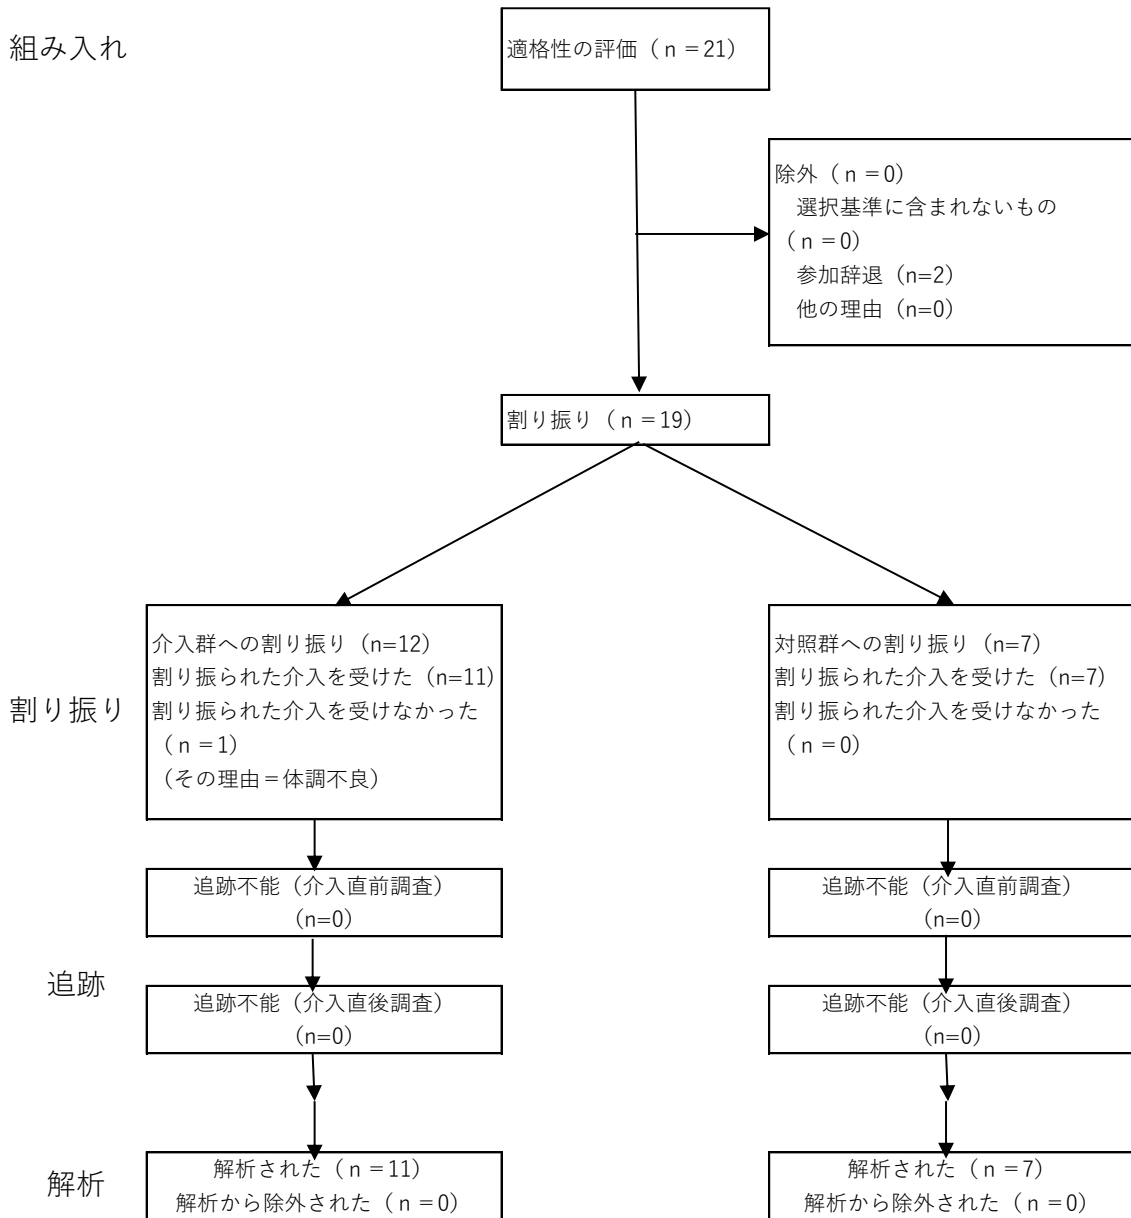 組み入れ
適格性の評価（ｎ＝21）
除外（ｎ＝0）
選択基準に含まれないもの
（ｎ＝0）
参加辞退（n=2）
他の理由（n=0）
割り振り（ｎ＝19）
割り振り
介入群への割り振り（n=12）
割り振られた介入を受けた（n=11）
割り振られた介入を受けなかった
（ｎ＝1）
（その理由＝体調不良）
対照群への割り振り（n=7）
割り振られた介入を受けた（n=7）
割り振られた介入を受けなかった
（ｎ＝0）
追跡
追跡不能（介入直前調査）
（n=0）
追跡不能（介入直前調査）
（n=0）
追跡不能（介入直後調査）
（n=0）
追跡不能（介入直後調査）
（n=0）
解析
解析された（ｎ＝11）
解析から除外された（ｎ＝0）
解析された（ｎ＝7）
解析から除外された（ｎ＝0）